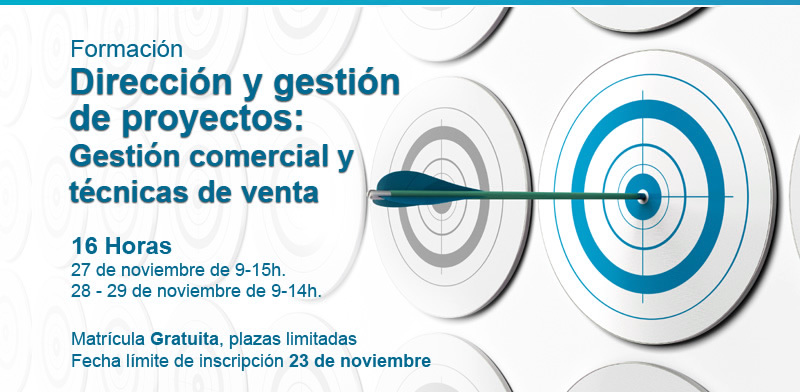 Formación
Dirección y gestión
de proyectos:
Gestión comercial y
técnicas de venta
16 Horas
27 de noviembre de 9-15h.
28 - 29 de noviembre de 9-14h.
Matrícula Gratuita, plazas limitadas
Fecha límite de inscripción 23 de noviembre